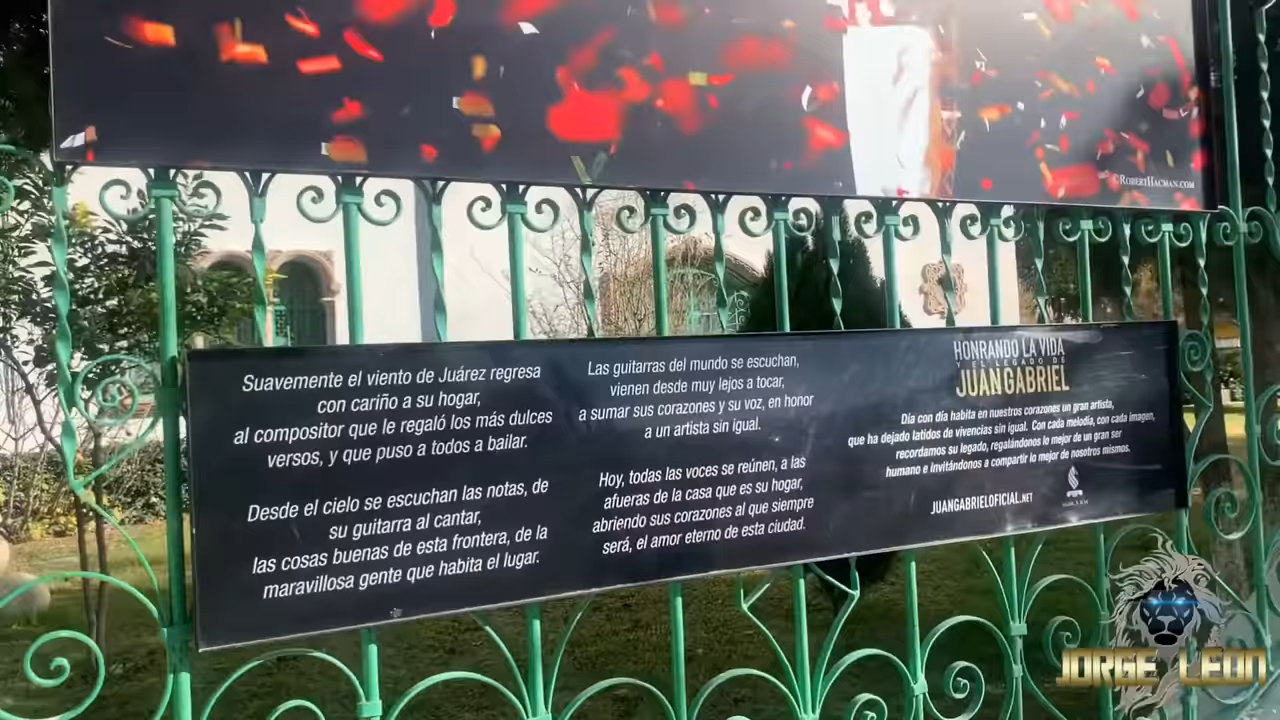 ©ROBERTHACMAN.COM
Suavemente el viento de Juárez regresa
con cariño a su hogar,
al compositor que le regaló los más dulces
versos, y que puso a todos a bailar.
Desde el cielo se escuchan las notas, de
su guitarra al cantar,
las cosas buenas de esta frontera, de la
maravillosa gente que habita el lugar.
Las guitarras del mundo se escuchan,
vienen desde muy lejos a tocar,
a sumar sus corazones y su voz, en honor
a un artista sin igual.
Hoy, todas las voces se reúnen, a las
afueras de la casa que es su hogar,
abriendo sus corazones al que siempre
será, el amor eterno de esta ciudad.
HONRANDO LA VIDA
Y EL LEGADO DE
JUAN GABRIEL
Día con día habita en nuestros corazones un gran artista,
que ha dejado latidos de vivencias sin igual. Con cada melodía, con cada imagen,
recordamos su legado, regalándonos lo mejor de un gran ser
humano e invitándonos a compartir lo mejor de nosotros mismos.
JUANGABRIELOFICIAL.NET
JORGE LEÓN